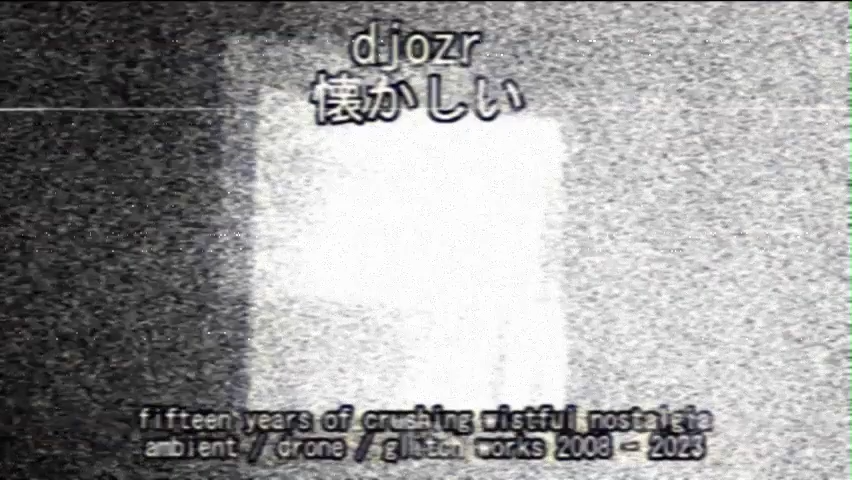 djozr
懐かしい
fifteen years of crushing wistful nostalgia
ambient / drone / glitch works 2008 - 2023